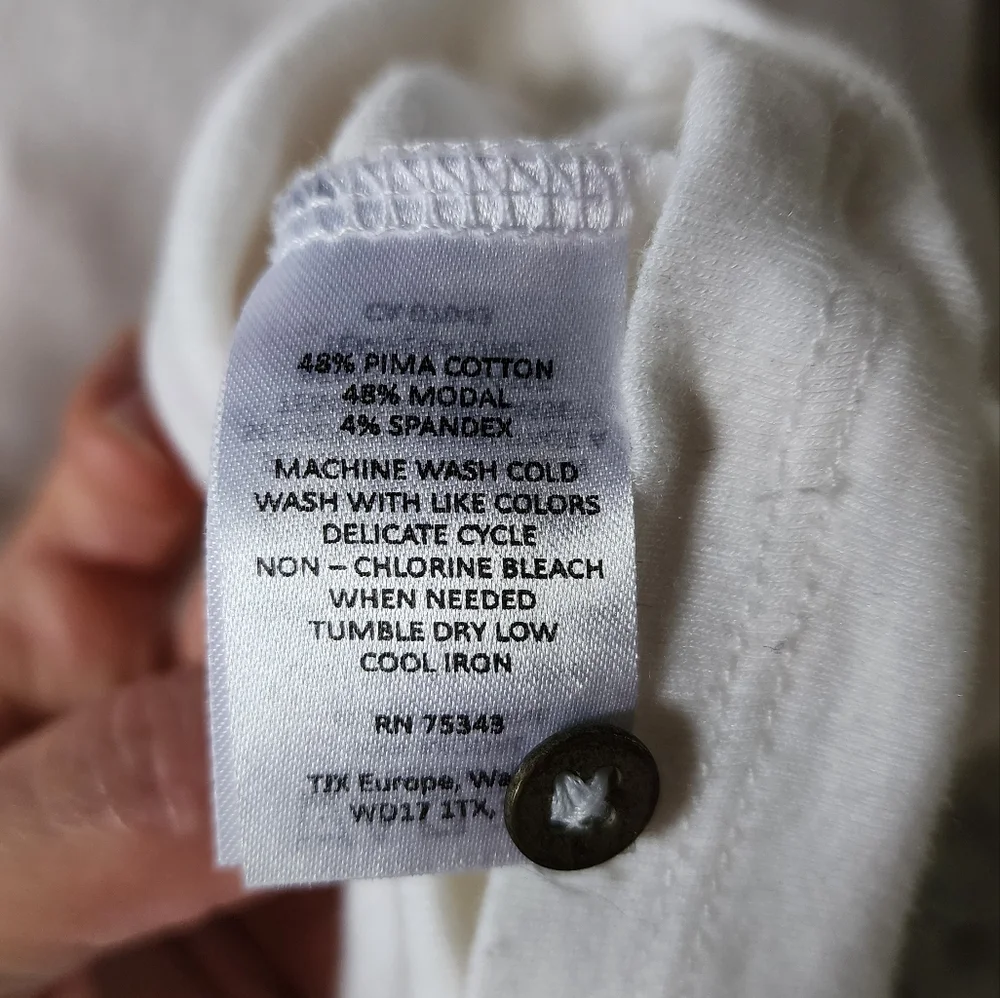 48% PIMA COTTON
48% MODAL
4% SPANDEX
MACHINE WASH COLD
WASH WITH LIKE COLORS
DELICATE CYCLE
NON – CHLORINE BLEACH
WHEN NEEDED
TUMBLE DRY LOW
COOL IRON
RN 75343
TJX Europe,
WD17 1TX,